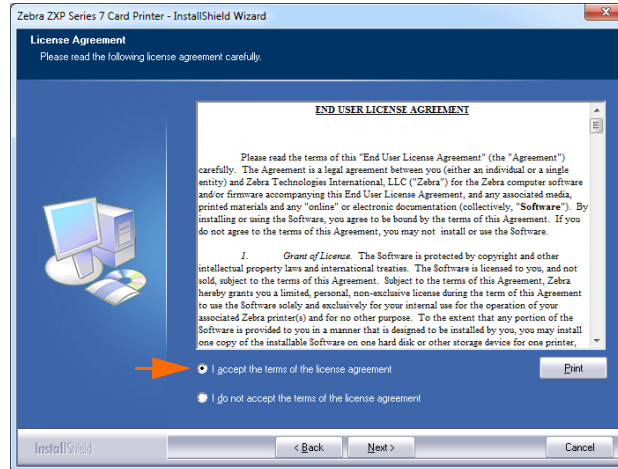 Zebra ZXP Series 7 Card Printer - InstallShield Wizard
License Agreement
Please read the following license agreement carefully.
END USER LICENSE AGREEMENT
Please read the terms of this "End User License Agreement" (the "Agreement")
carefully. The Agreement is a legal agreement between you (either an individual or a single
entity) and Zebra Technologies International, LLC ("Zebra") for the Zebra computer software
and/or firmware accompanying this End User License Agreement, and any associated media,
printed materials and any "online" or electronic documentation (collectively, "Software"). By
installing or using the Software, you agree to be bound by the terms of this Agreement. If you
do not agree to the terms of this Agreement, you may not install or use the Software.
1. Grant of License. The Software is protected by copyright and other
intellectual property laws and international treaties. The Software is licensed to you, and not
sold, subject to the terms of this Agreement. Subject to the terms of this Agreement, Zebra
hereby grants you a limited, personal, non-exclusive license during the term of this Agreement
to use the Software solely and exclusively for your internal use for the operation of your
associated Zebra printer(s) and for no other purpose. To the extent that any portion of the
Software is provided to you in a manner that is designed to be installed by you, you may install
one copy of the installable Software on one hard disk or other storage device for one printer,
I accept the terms of the license agreement
Print
I do not accept the terms of the license agreement
InstallShield
< Back
Next >
Cancel